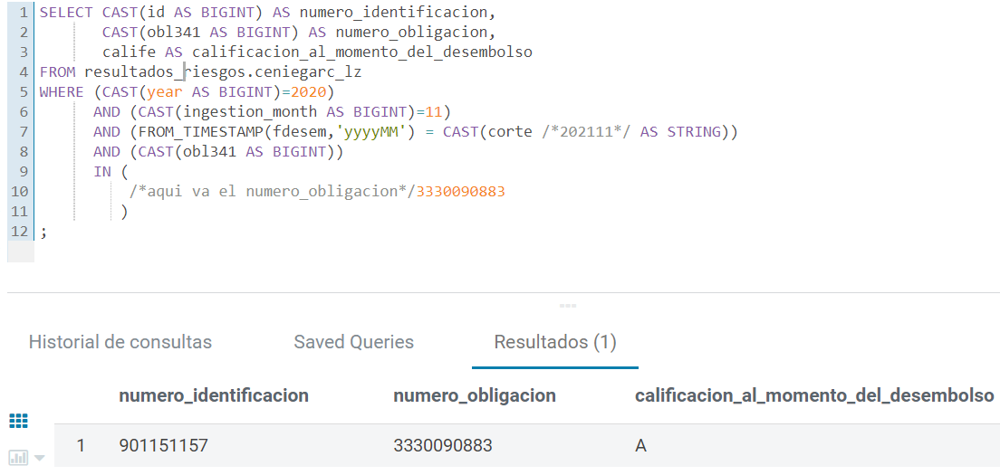 1 SELECT CAST(id AS BIGINT) AS numero_identificacion,
2 CAST(obl341 AS BIGINT) AS numero_obligacion,
3 califе AS calificacion_al_momento_del_desembolso
4 FROM resultados_riesgos.ceniegarc_lz
5 WHERE (CAST(year AS BIGINT)=2020)
6 AND (CAST(ingestion_month AS BIGINT)=11)
7 AND (FROM_TIMESTAMP(fdesem,'yyyyMM') = CAST(corte /*202111*/ AS STRING))
8 AND (CAST(obl341 AS BIGINT))
9 IN (
10 /*aqui va el numero_obligacion*/3330090883
11 )
12 ;
Historial de consultas Saved Queries Resultados (1)
numero_identificacion numero_obligacion calificacion_al_momento_del_desembolso
1 901151157 3330090883 A